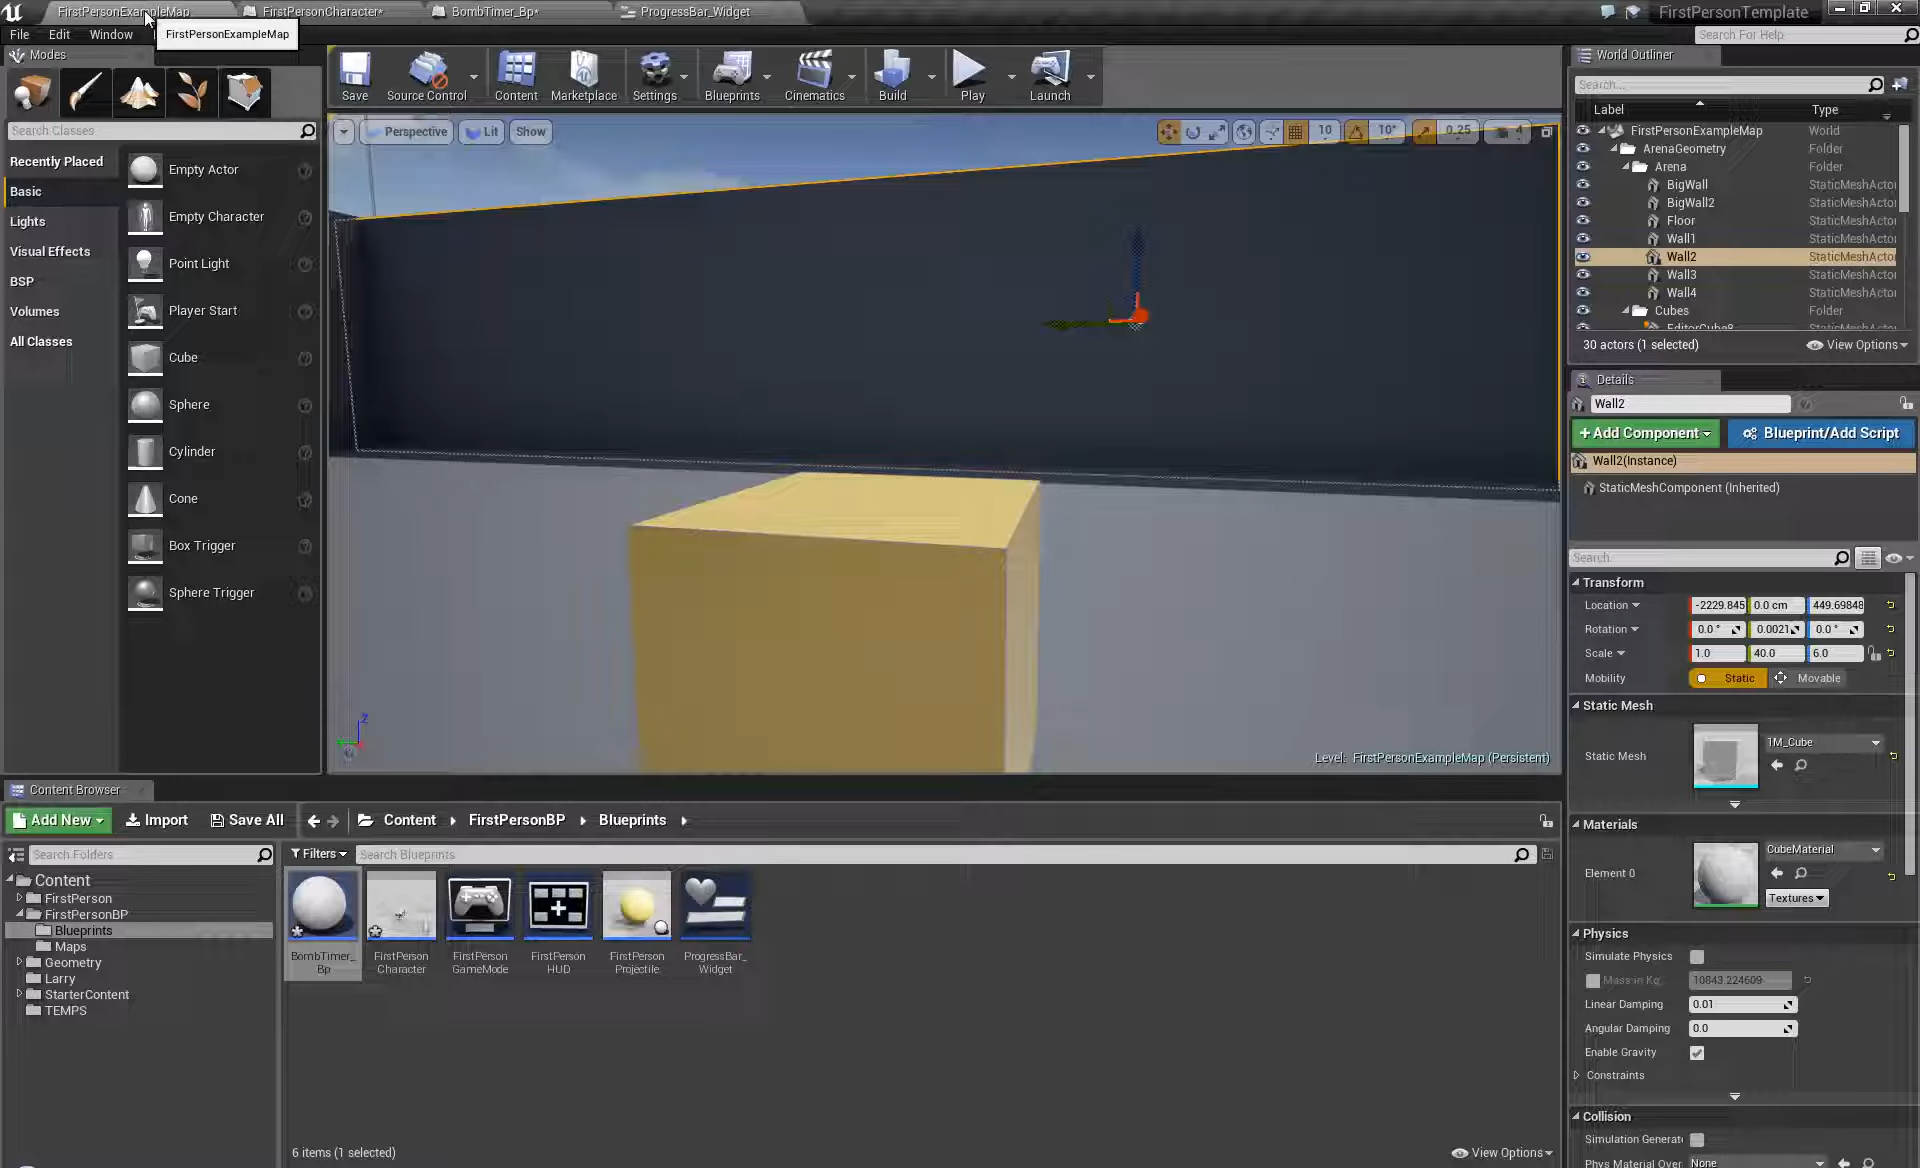 FirstPersonExampleMap
FirstPersonCharacter*
BombTimer_Bp*
ProgressBar_Widget
FirstPersonTemplate
File
Edit
Window
FirstPersonExampleMap
Search For Help
Modes
Search Classes
Recently Placed
Basic
Lights
Visual Effects
BSP
Volumes
All Classes
Empty Actor
Empty Character
Point Light
Player Start
Cube
Sphere
Cylinder
Cone
Box Trigger
Sphere Trigger
Save
Source Control
Content
Marketplace
Settings
Blueprints
Cinematics
Build
Play
Launch
Perspective
Lit
Show
10
10°
0.25
4
Z
Level: FirstPersonExampleMap (Persistent)
World Outliner
Search...
Label
Type
FirstPersonExampleMap World
ArenaGeometry Folder
Arena Folder
BigWall StaticMeshActor
BigWall2 StaticMeshActor
Floor StaticMeshActor
Wall1 StaticMeshActor
Wall2 StaticMeshActor
Wall3 StaticMeshActor
Wall4 StaticMeshActor
Cubes Folder
EditorCube8
30 actors (1 selected)
View Options
Details
Wall2
+ Add Component
Blueprint/Add Script
Wall2(Instance)
StaticMeshComponent (Inherited)
Search
Transform
Location -2229.845 0.0 cm 449.69848
Rotation 0.0 ° 0.0021 0.0 °
Scale 1.0 40.0 6.0
Mobility Static Movable
Static Mesh
Static Mesh 1M_Cube
Materials
Element 0 CubeMaterial
Textures
Physics
Simulate Physics
Mass in Kg 10843.224609
Linear Damping 0.01
Angular Damping 0.0
Enable Gravity
Constraints
Collision
Simulation Generat
Phys Material Over None
Content Browser
Add New
Import
Save All
Content
FirstPersonBP
Blueprints
Search Folders
Filters
Search Blueprints
Content
FirstPerson
FirstPersonBP
Blueprints
Maps
Geometry
Larry
StarterContent
TEMPS
BombTimer_
Bp
FirstPerson
Character
FirstPerson
GameMode
FirstPerson
HUD
FirstPerson
Projectile
ProgressBar_
Widget
6 items (1 selected)
View Options